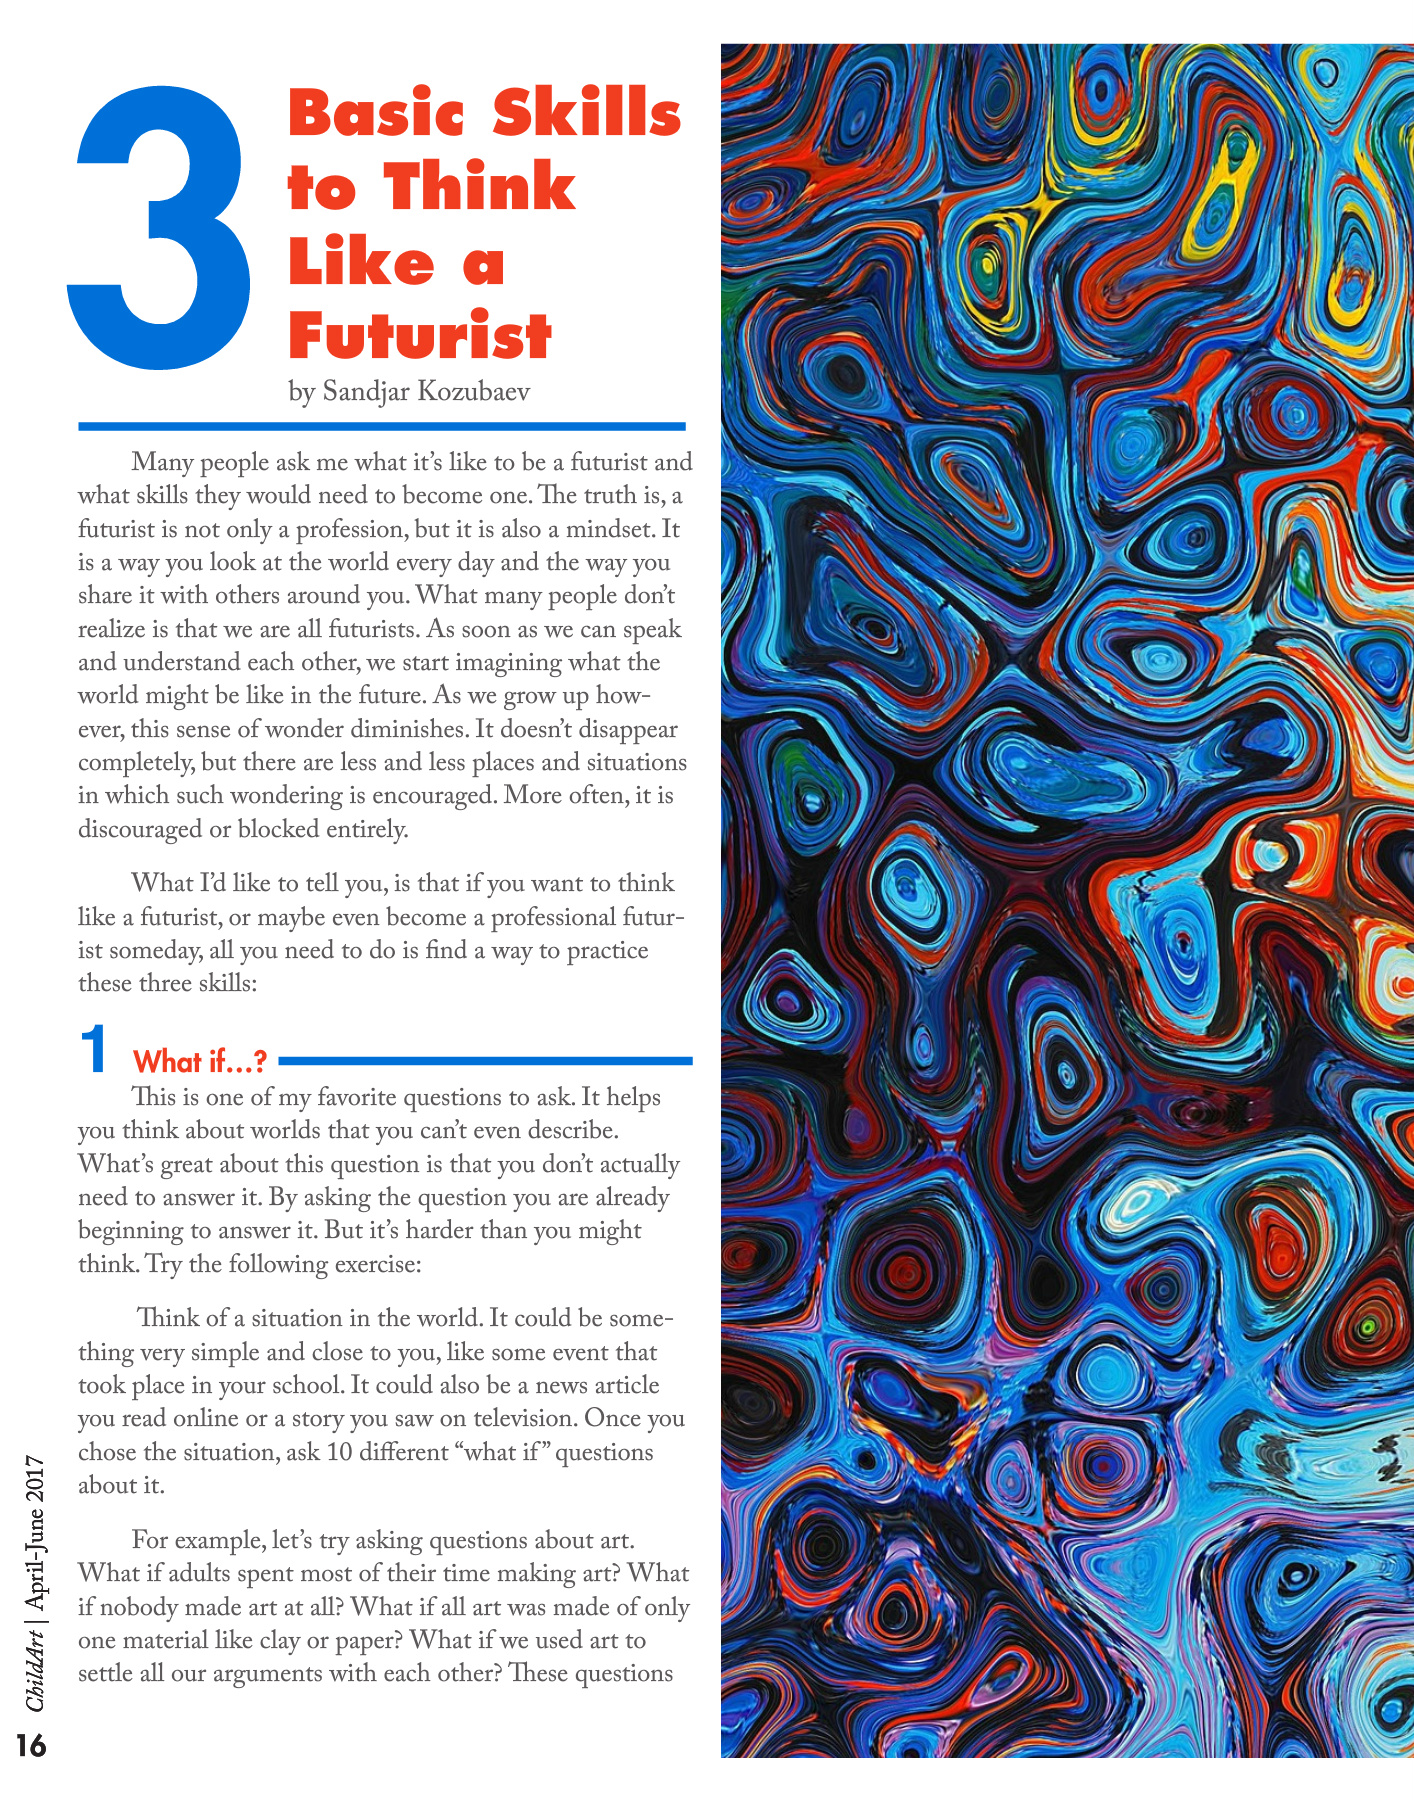 3
Basic Skills
to Think
Like a
Futurist
by Sandjar Kozubaev
Many people ask me what it’s like to be a futurist and
what skills they would need to become one. The truth is, a
futurist is not only a profession, but it is also a mindset. It
is a way you look at the world every day and the way you
share it with others around you. What many people don’t
realize is that we are all futurists. As soon as we can speak
and understand each other, we start imagining what the
world might be like in the future. As we grow up how-
ever, this sense of wonder diminishes. It doesn’t disappear
completely, but there are less and less places and situations
in which such wondering is encouraged. More often, it is
discouraged or blocked entirely.
What I’d like to tell you, is that if you want to think
like a futurist, or maybe even become a professional futur-
ist someday, all you need to do is find a way to practice
these three skills:
1 What if...?
This is one of my favorite questions to ask. It helps
you think about worlds that you can’t even describe.
What’s great about this question is that you don’t actually
need to answer it. By asking the question you are already
beginning to answer it. But it’s harder than you might
think. Try the following exercise:
Think of a situation in the world. It could be some-
thing very simple and close to you, like some event that
took place in your school. It could also be a news article
you read online or a story you saw on television. Once you
chose the situation, ask 10 different “what if” questions
about it.
For example, let’s try asking questions about art.
What if adults spent most of their time making art? What
if nobody made art at all? What if all art was made of only
one material like clay or paper? What if we used art to
settle all our arguments with each other? These questions
ChildArt | April-June 2017
16